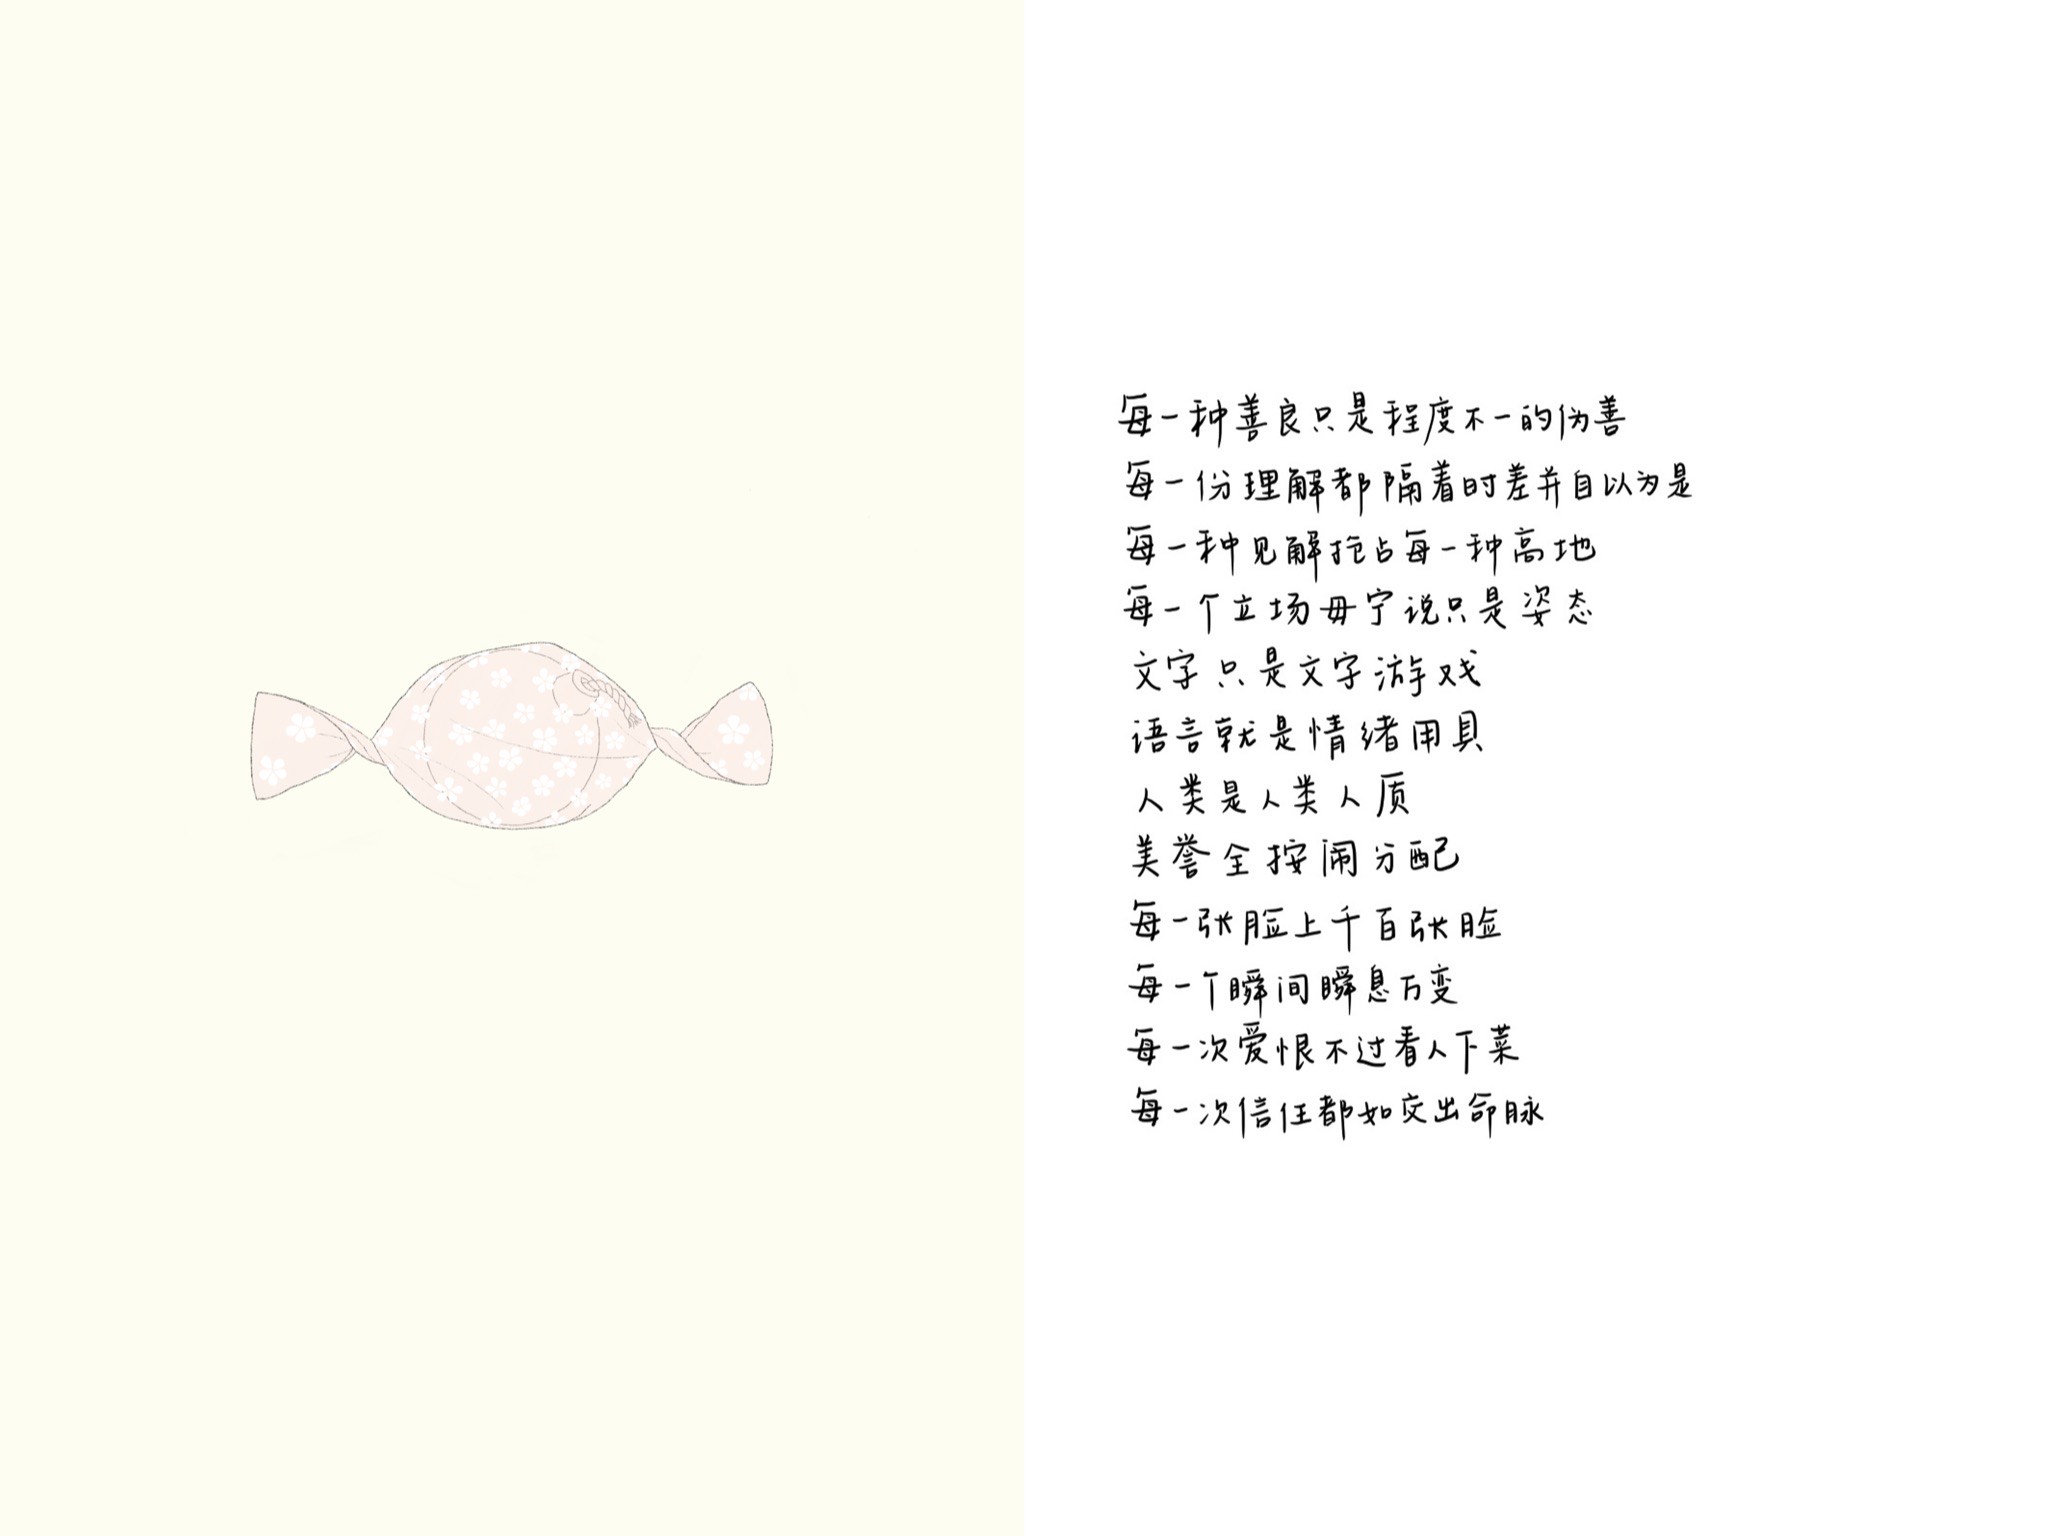 每一种善良只是程度不一的伪善
每一份理解都隔着时差并自以为是
每一种见解抢占每一种高地
每一个立场毋宁说只是姿态
文字只是文字游戏
语言就是情绪用具
人类是人类人质
美誉全按闹分配
每一张脸上千百张脸
每一个瞬间瞬息万变
每一次爱恨不过看人下菜
每一次信任都如交出命脉